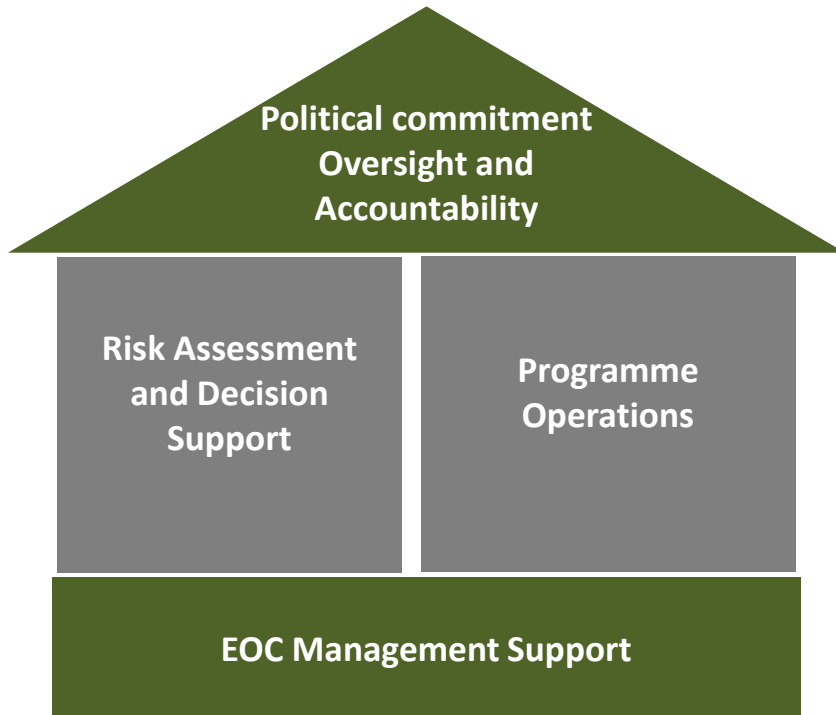 Political commitment
Oversight and
Accountability
Risk Assessment
and Decision
Support
Programme
Operations
EOC Management Support